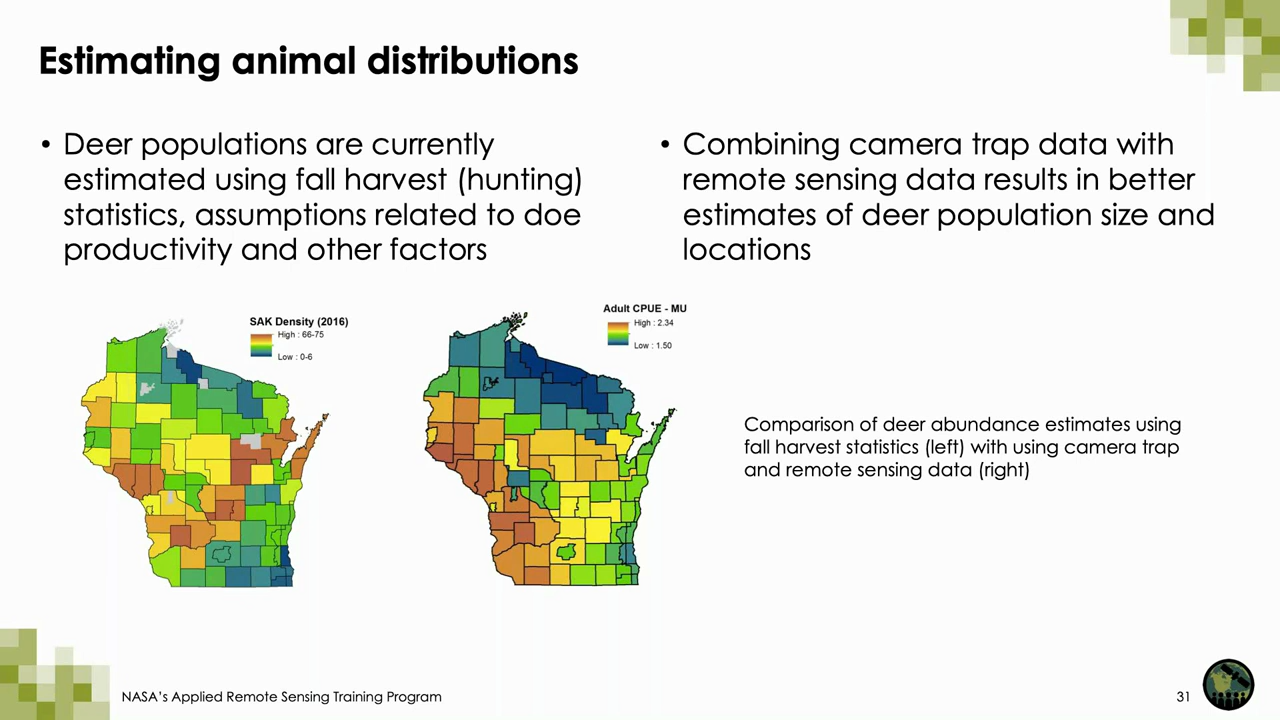 Estimating animal distributions
• Deer populations are currently
estimated using fall harvest (hunting)
statistics, assumptions related to doe
productivity and other factors
• Combining camera trap data with
remote sensing data results in better
estimates of deer population size and
locations
SAK Density (2016)
High : 66-75
Low : 0-6
Adult CPUE - MU
High : 2.34
Low : 1.50
Comparison of deer abundance estimates using
fall harvest statistics (left) with using camera trap
and remote sensing data (right)
NASA's Applied Remote Sensing Training Program
31